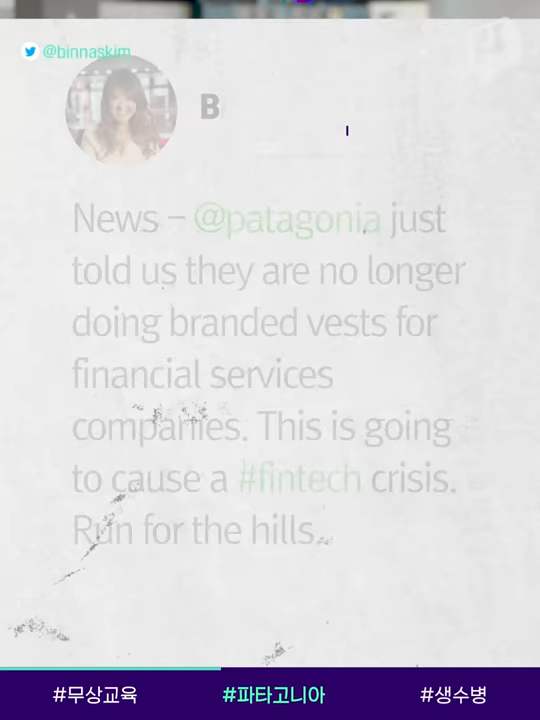 @binnaskim
B
News – @patagonia just
told us they are no longer
doing branded vests for
financial services
companies. This is going
to cause a #fintech crisis.
Run for the hills.
#무상교육 #파타고니아 #생수병